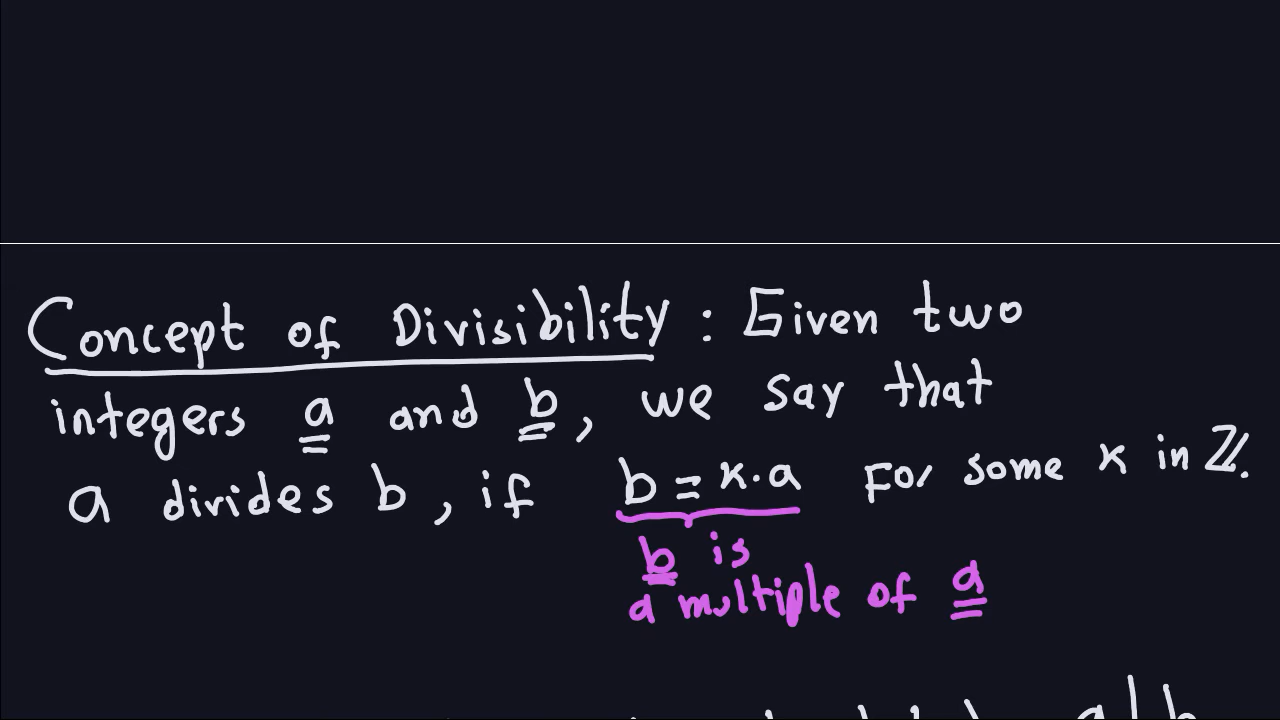 Concept of Divisibility : Given two
integers a and b, we say that
a divides b, if b = k·a for some k in ℤ.
b is
a multiple of a
a|b